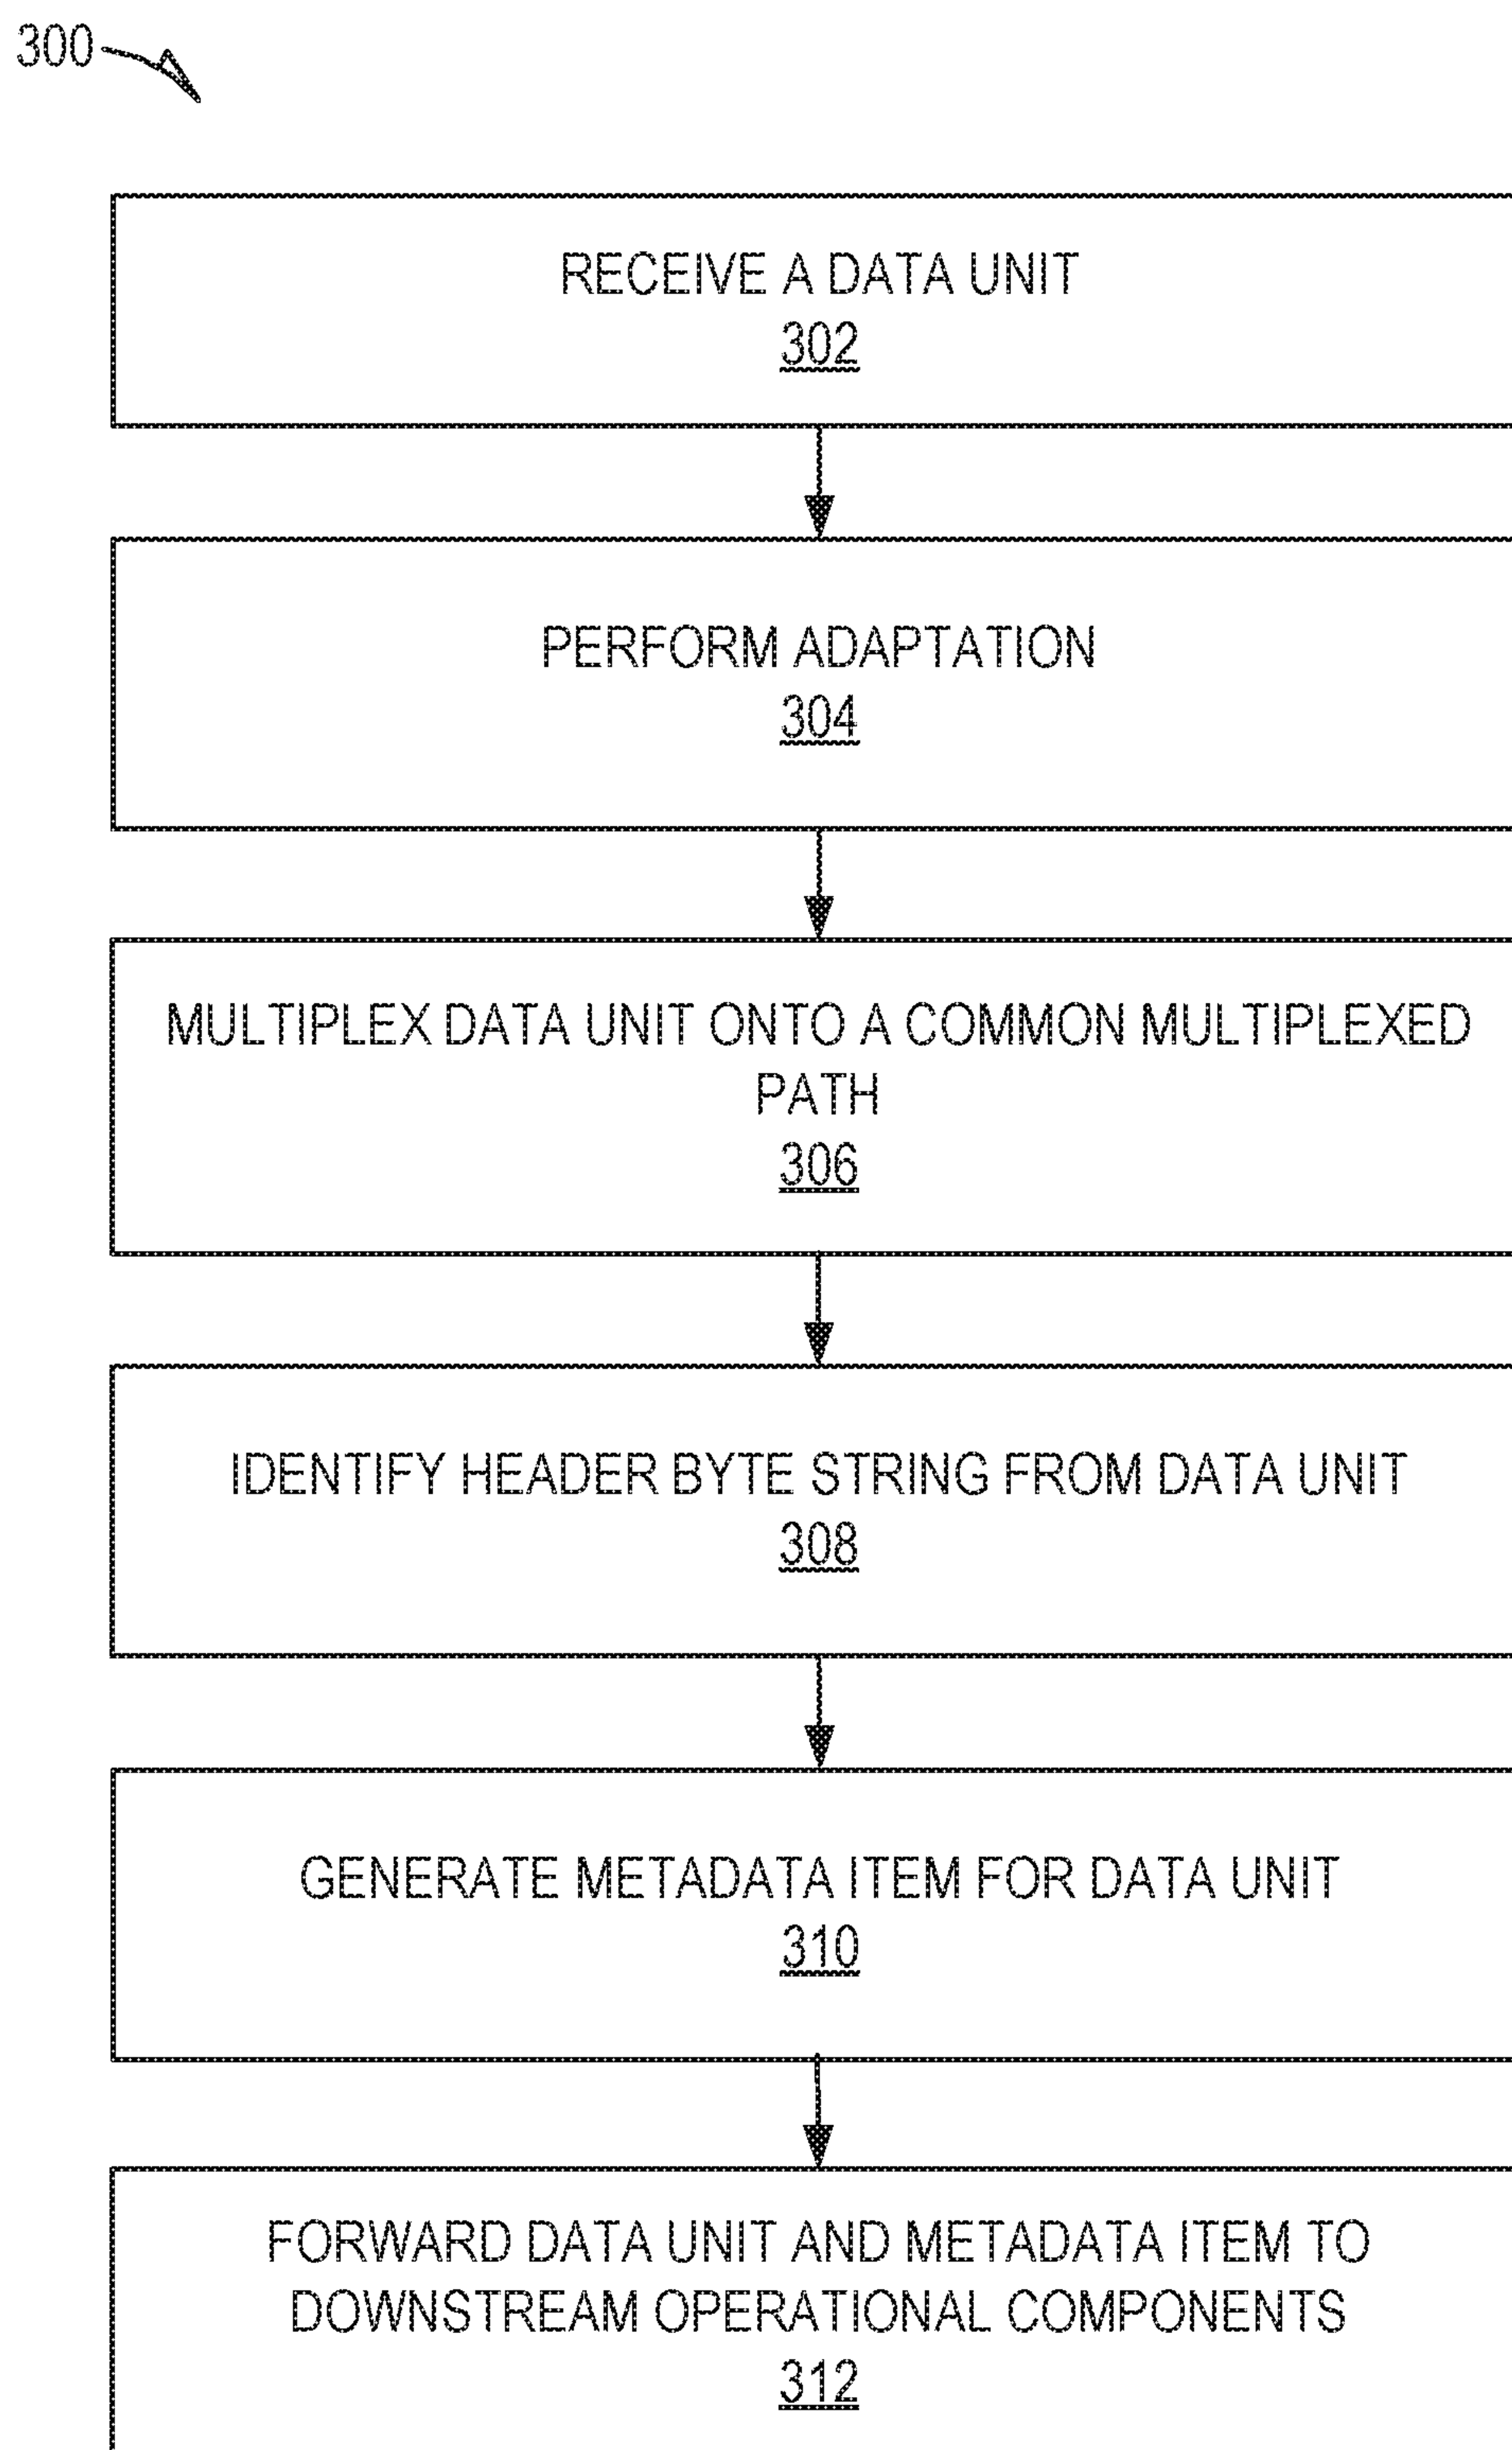 300
RECEIVE A DATA UNIT
302
PERFORM ADAPTATION
304
MULTIPLEX DATA UNIT ONTO A COMMON MULTIPLEXED
PATH
306
IDENTIFY HEADER BYTE STRING FROM DATA UNIT
308
GENERATE METADATA ITEM FOR DATA UNIT
310
FORWARD DATA UNIT AND METADATA ITEM TO
DOWNSTREAM OPERATIONAL COMPONENTS
312